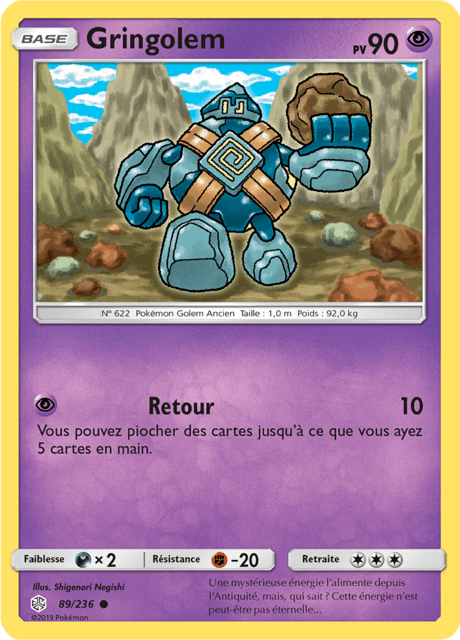 BASE Gringolem PV 90
N° 622 Pokémon Golem Ancien Taille : 1,0 m Poids : 92,0 kg
Retour 10
Vous pouvez piocher des cartes jusqu'à ce que vous ayez
5 cartes en main.
Faiblesse ×2 Résistance -20 Retraite
Illus. Shigenori Negishi
89/236
©2019 Pokémon
Une mystérieuse énergie l'alimente depuis
l'Antiquité, mais, qui sait ? Cette énergie n'est
peut-être pas éternelle...